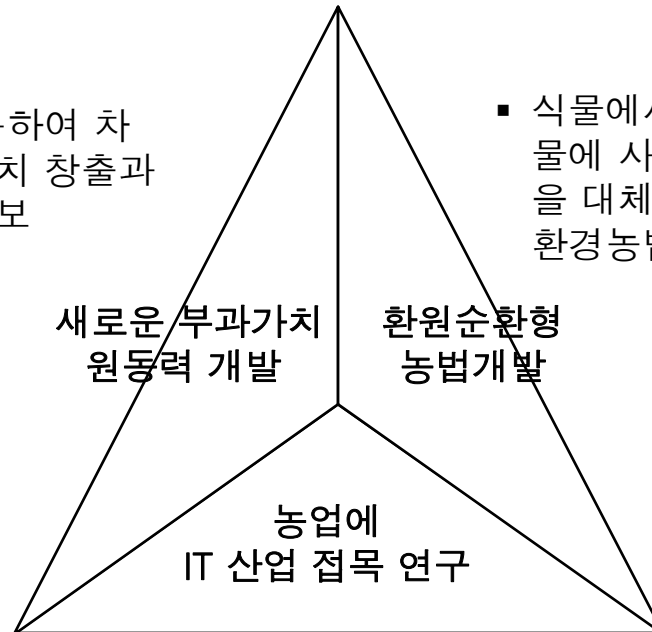 하여 차
치 창출과
보
▪ 식물에서
물에 사
을 대체
환경농법
새로운 부과가치
원동력 개발
환원순환형
농법개발
농업에
IT 산업 접목 연구